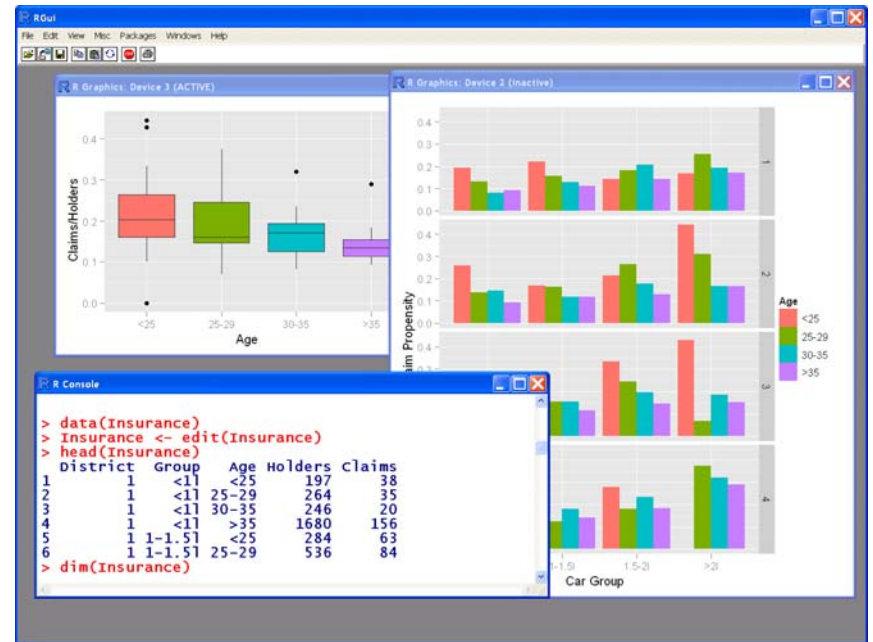 RGui
File Edit View Misc Packages Windows Help
R Graphics: Device 3 (ACTIVE)
0.4
0.3
0.2
0.1
0.0
Claims/Holders
<25 25-29 30-35 >35
Age
R Graphics: Device 2 (Inactive)
0.4
0.3
0.2
0.1
0.0
1
0.4
0.3
0.2
0.1
0.0
2
0.4
3
4
Propensity
1.5-2l >2l
Car Group
Age
<25
25-29
30-35
>35
R Console
> data(Insurance)
> Insurance <- edit(Insurance)
> head(Insurance)
District Group Age Holders Claims
1 1 <1l <25 197 38
2 1 <1l 25-29 264 35
3 1 <1l 30-35 246 20
4 1 <1l >35 1680 156
5 1 1-1.5l <25 284 63
6 1 1-1.5l 25-29 536 84
> dim(Insurance)